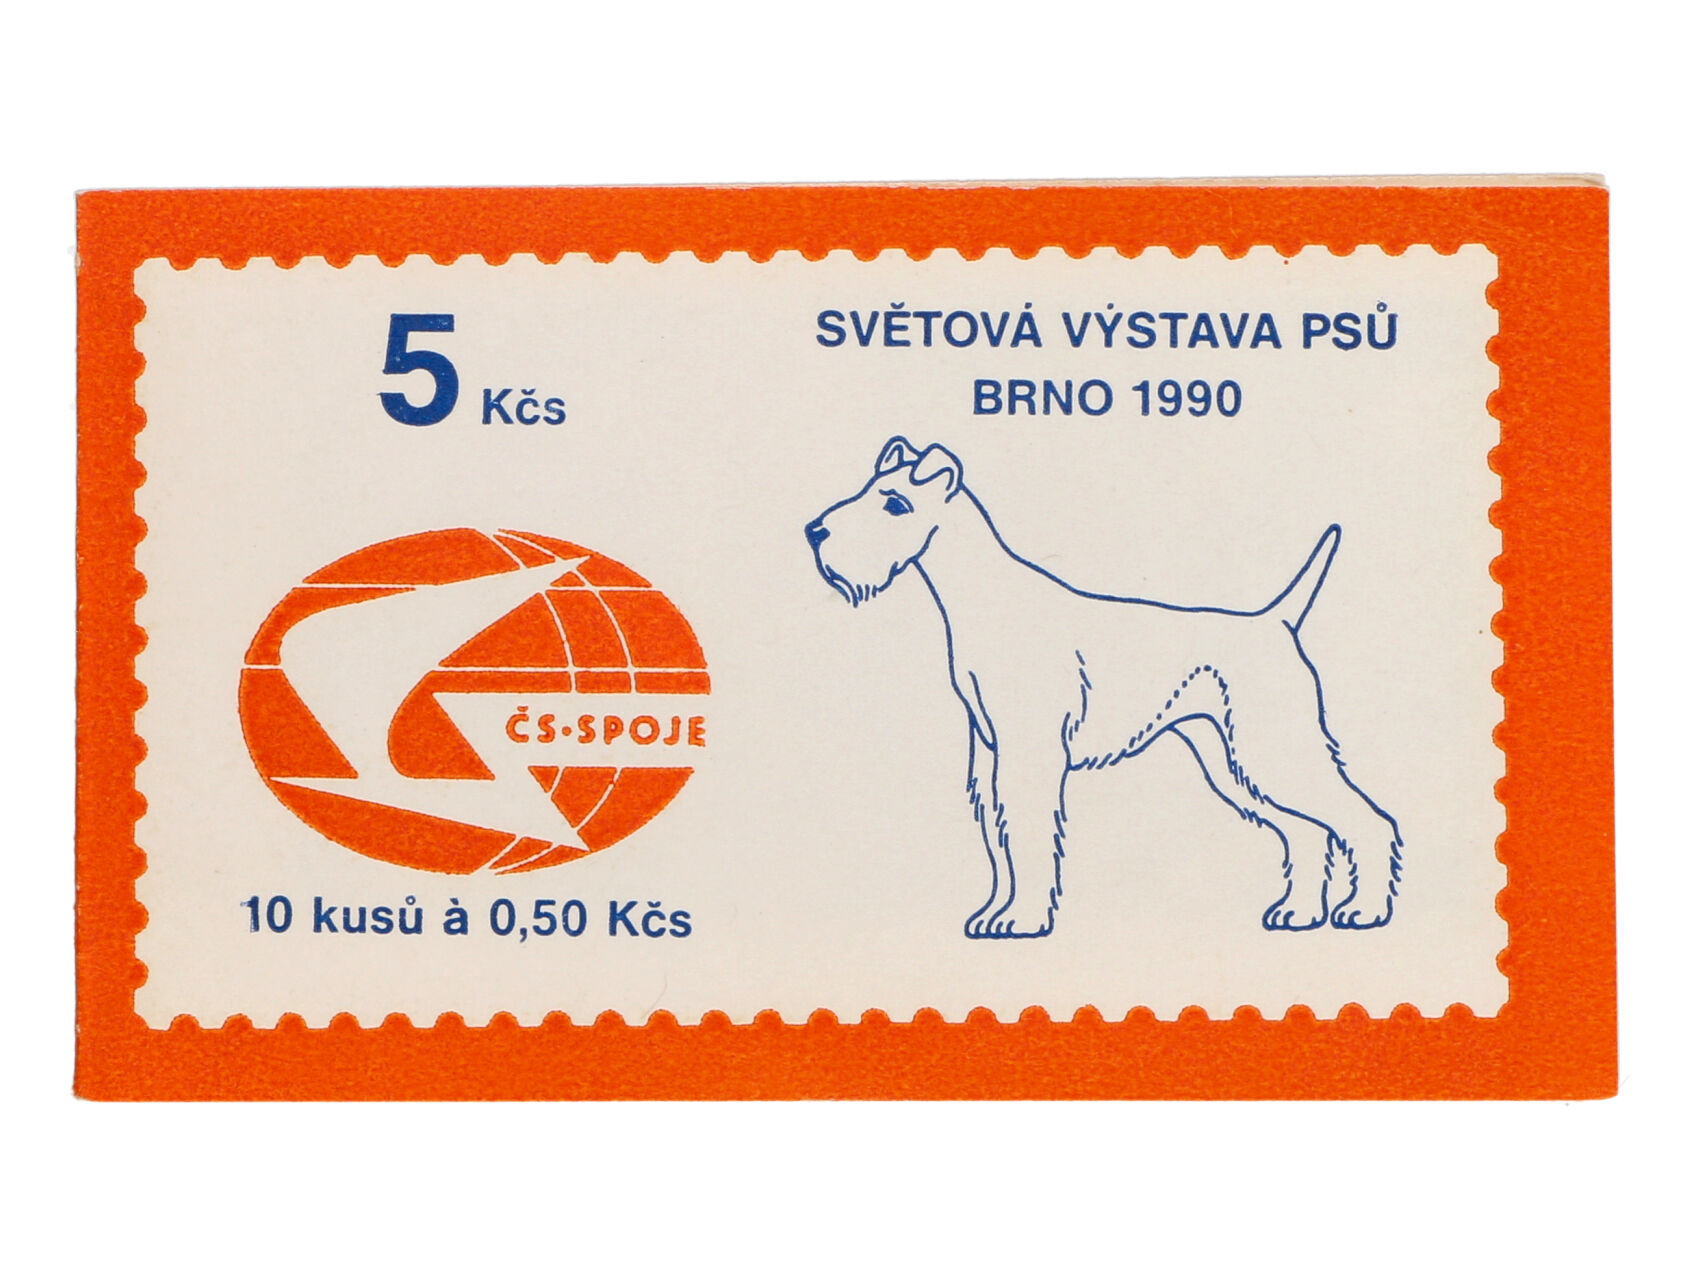 5 Kčs
SVĚTOVÁ VÝSTAVA PSŮ
BRNO 1990
ČS·SPOJE
10 kusů à 0,50 Kčs